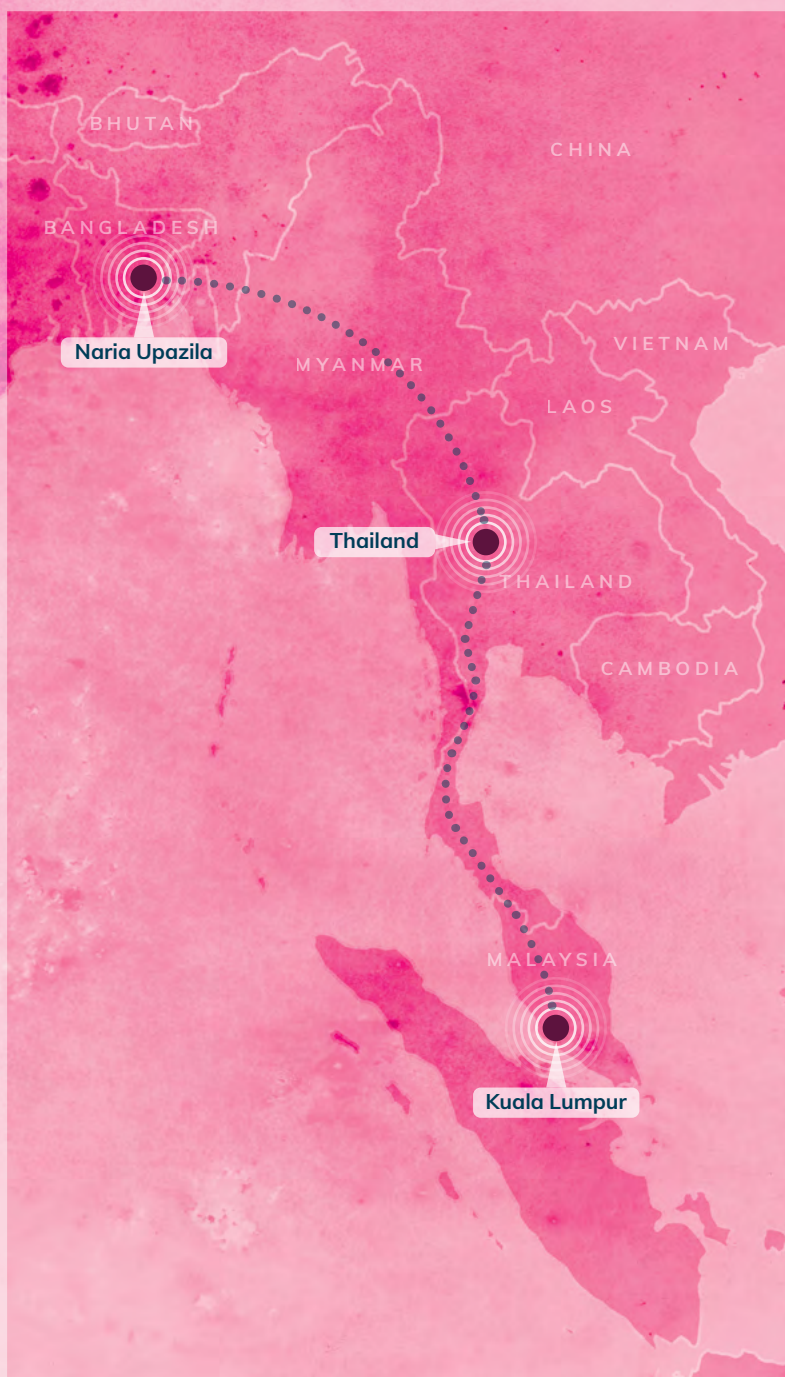 BHUTAN
CHINA
BANGLADESH
Naria Upazila
VIETNAM
MYANMAR
LAOS
Thailand
THAILAND
CAMBODIA
MALAYSIA
Kuala Lumpur